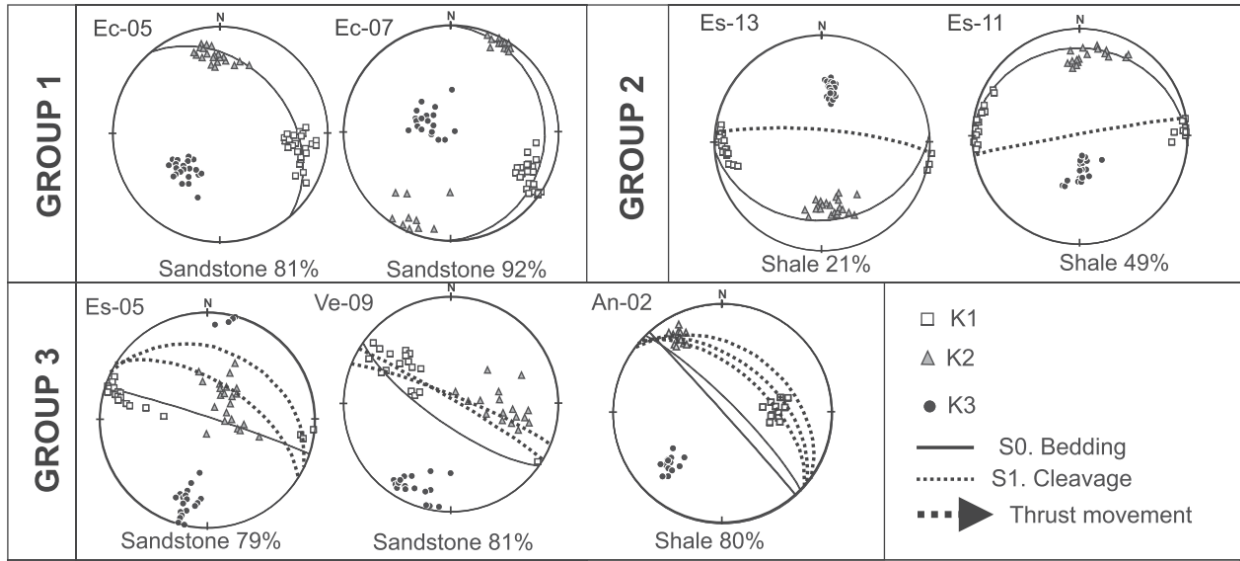 GROUP 1
Ec-05
N
Sandstone 81%
Ec-07
N
Sandstone 92%
GROUP 2
Es-13
N
Shale 21%
Es-11
N
Shale 49%
GROUP 3
Es-05
N
Sandstone 79%
Ve-09
N
Sandstone 81%
An-02
N
Shale 80%
K1
K2
K3
S0. Bedding
S1. Cleavage
Thrust movement